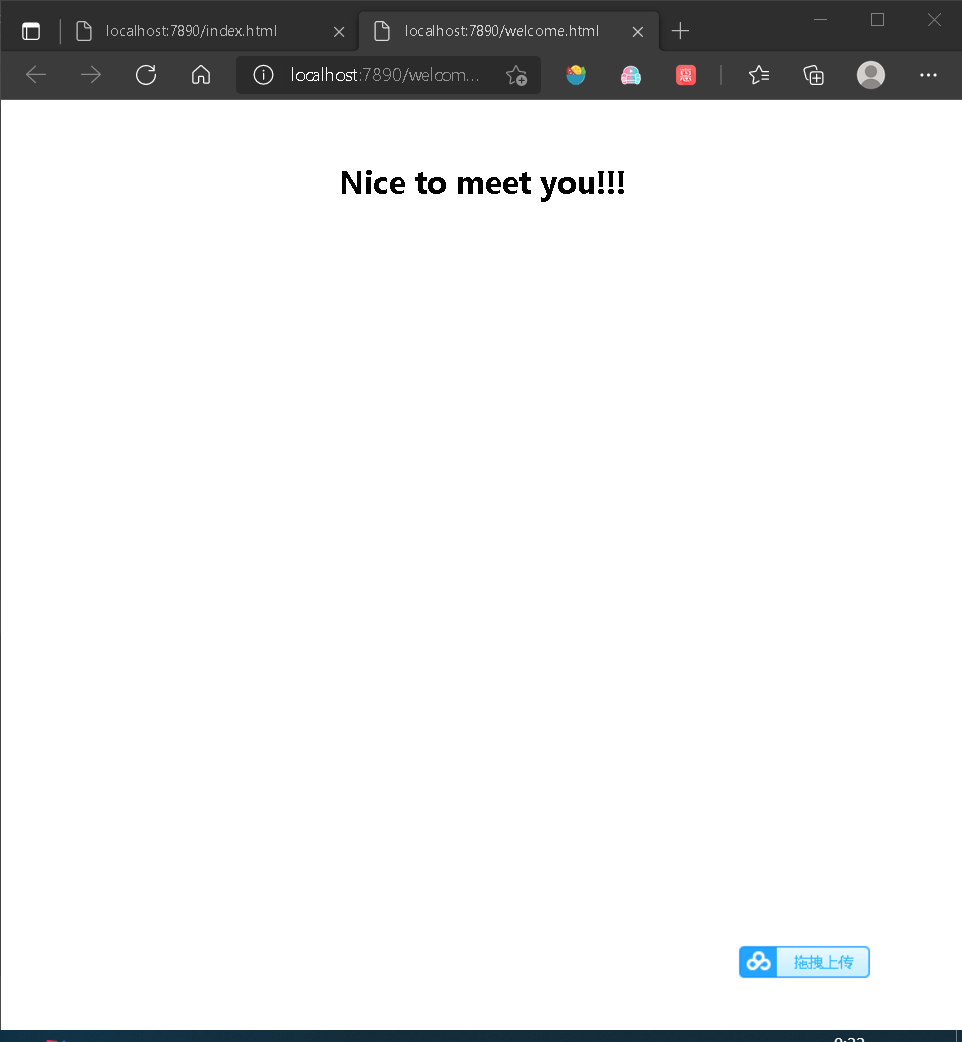 localhost:7890/index.html
localhost:7890/welcome.html
localhost:7890/welcom...
惠
Nice to meet you!!!
拖拽上传